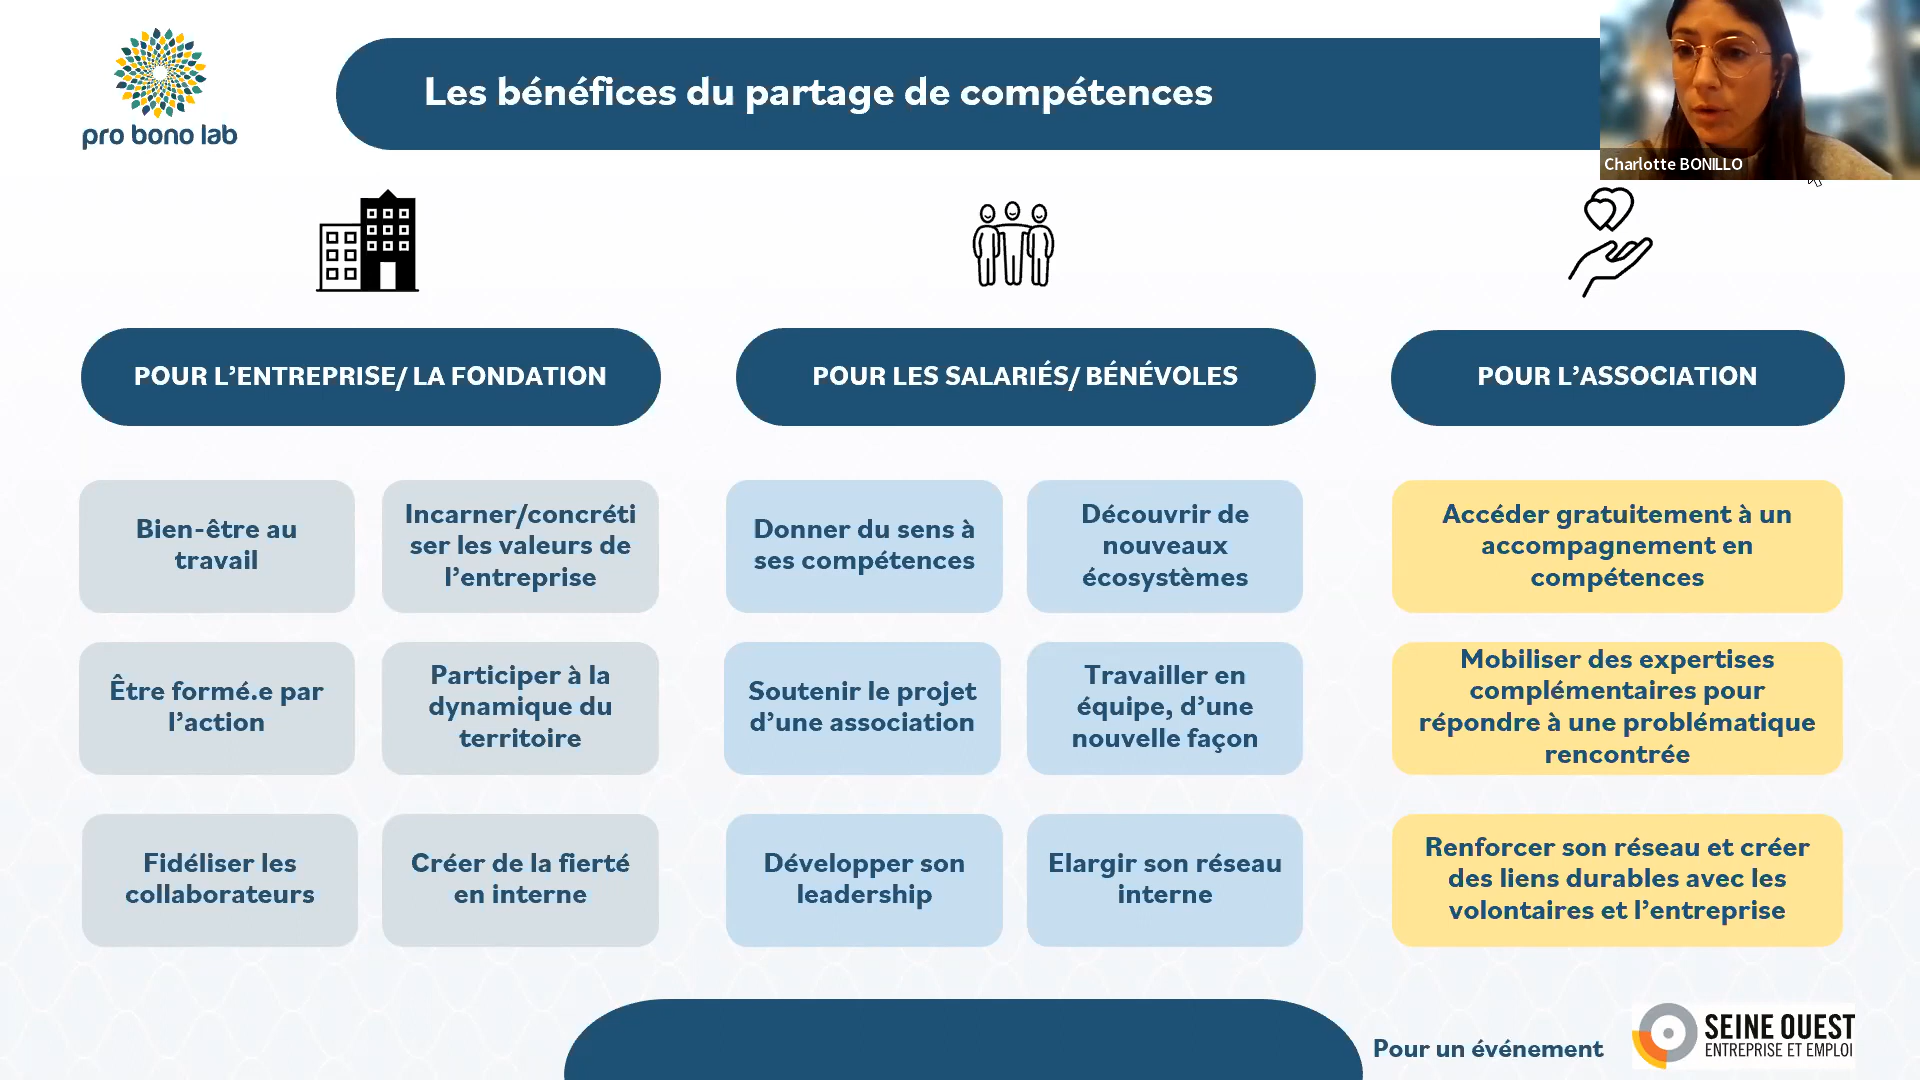 pro bono lab
Les bénéfices du partage de compétences
Charlotte BONILLO
POUR L’ENTREPRISE/ LA FONDATION
Bien-être au
travail
Incarner/concréti
ser les valeurs de
l’entreprise
Être formé.e par
l’action
Participer à la
dynamique du
territoire
Fidéliser les
collaborateurs
Créer de la fierté
en interne
POUR LES SALARIÉS/ BÉNÉVOLES
Donner du sens à
ses compétences
Découvrir de
nouveaux
écosystèmes
Soutenir le projet
d’une association
Travailler en
équipe, d’une
nouvelle façon
Développer son
leadership
Elargir son réseau
interne
POUR L’ASSOCIATION
Accéder gratuitement à un
accompagnement en
compétences
Mobiliser des expertises
complémentaires pour
répondre à une problématique
rencontrée
Renforcer son réseau et créer
des liens durables avec les
volontaires et l’entreprise
Pour un événement
SEINE OUEST
ENTREPRISE ET EMPLOI